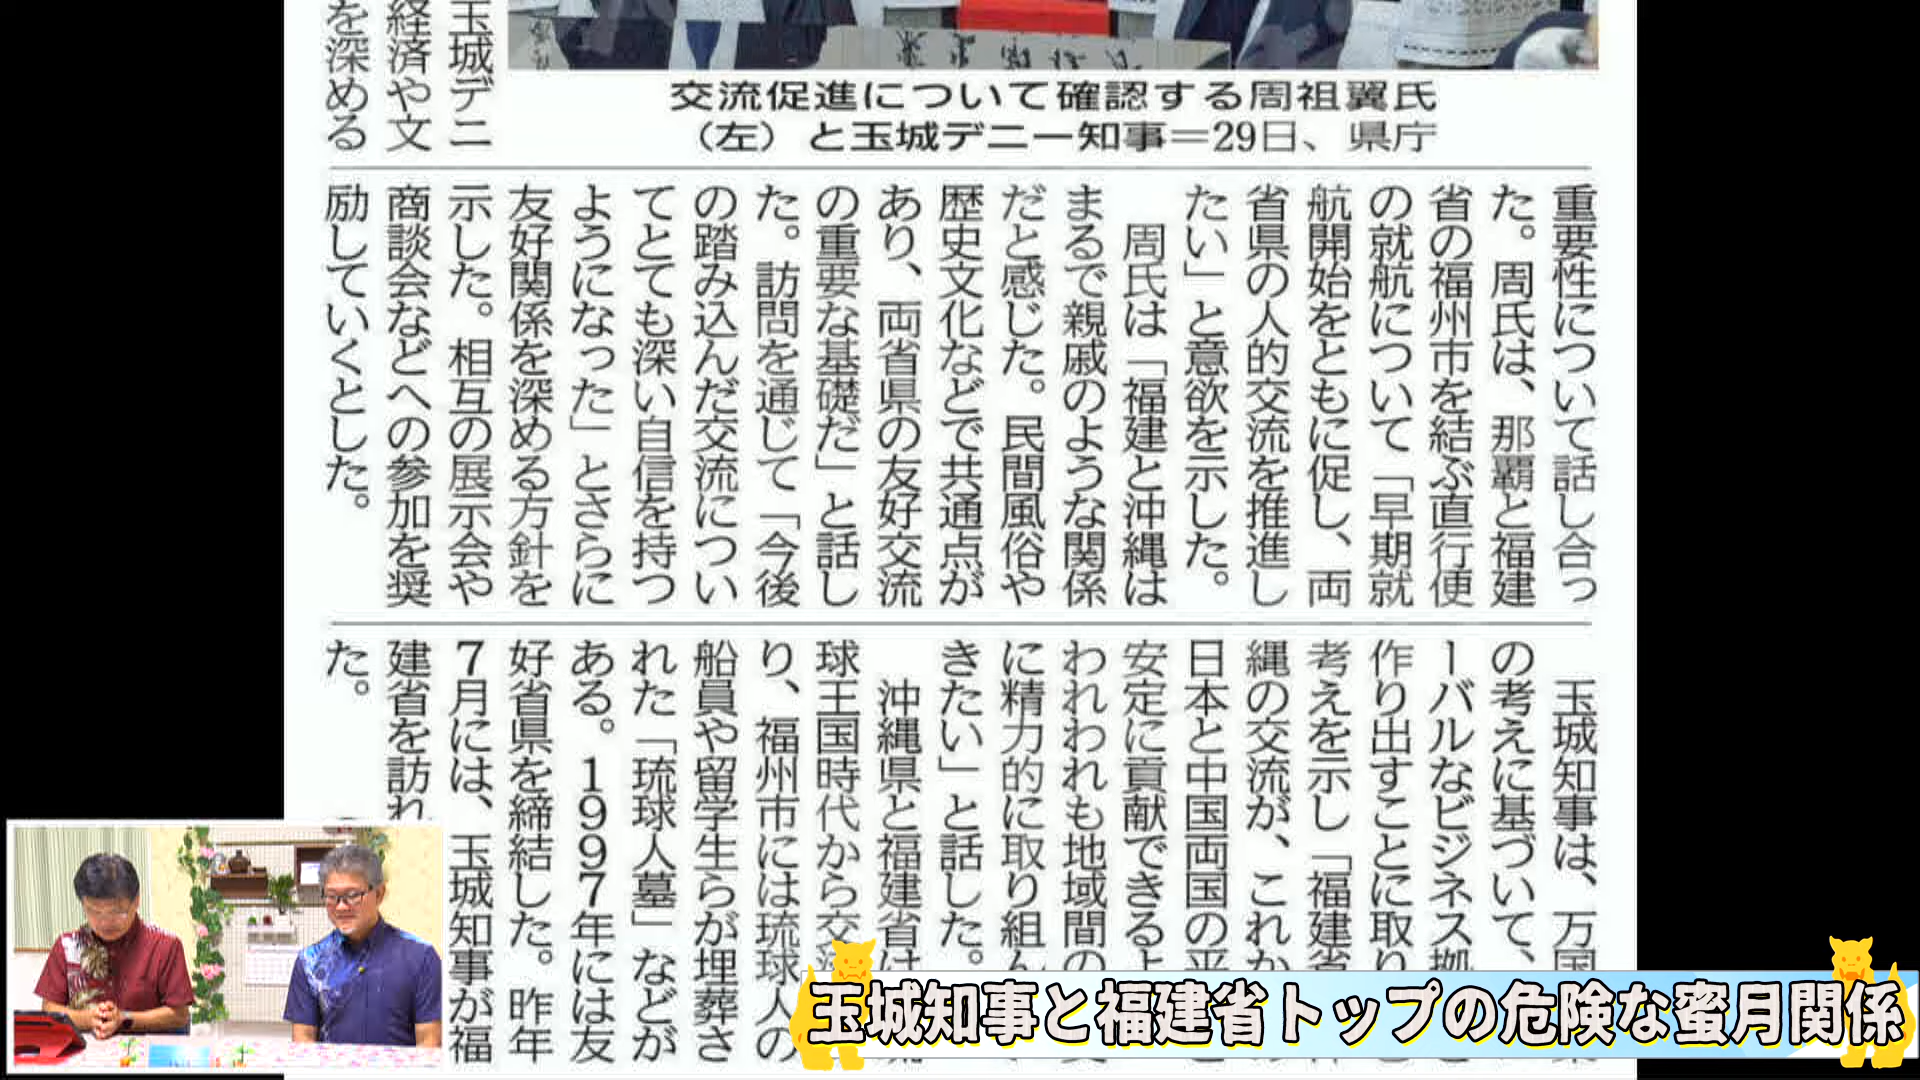 玉城デニ
経済や文
を深める
交流促進について確認する周祖翼氏
（左）と玉城デニー知事＝29日、県庁
重要性について話し合っ
た。周氏は、那覇と福建
省の福州市を結ぶ直行便
の就航について「早期就
航開始をともに促し、両
省県の人的交流を推進し
たい」と意欲を示した。
周氏は「福建と沖縄は
まるで親戚のような関係
だと感じた。民間風俗や
歴史文化などで共通点が
あり、両省県の友好交流
の重要な基礎だ」と話し
た。訪問を通じて「今後
の踏み込んだ交流につい
てとても深い自信を持つ
ようになった」とさらに
友好関係を深める方針を
示した。相互の展示会や
商談会などへの参加を奨
励していくとした。
玉城知事は、万国
の考えに基づいて、
ーバルなビジネス拠
作り出すことに取り
考えを示し「福建省
縄の交流が、これか
日本と中国両国の平
安定に貢献できるよ
われわれも地域間の
に精力的に取り組ん
きたい」と話した。
沖縄県と福建省は
球王国時代から交
り、福州市には琉球人の
船員や留学生らが埋葬さ
れた「琉球人墓」などが
ある。1997年には友
好省県を締結した。昨年
7月には、玉城知事が福
建省を訪れ
た。
玉城知事と福建省トップの危険な蜜月関係